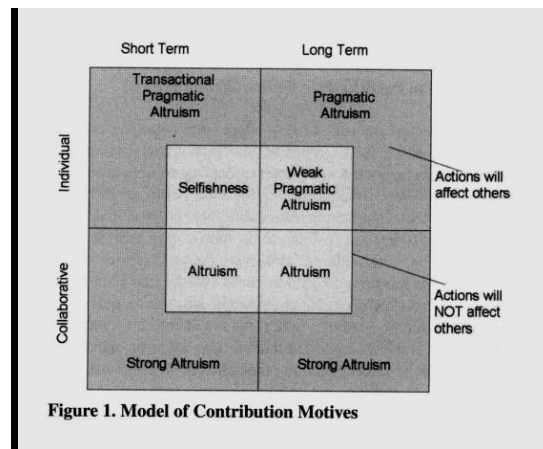 Short Term
Long Term
Transactional
Pragmatic
Altruism
Pragmatic
Altruism
Individual
Selfishness
Weak
Pragmatic
Altruism
Actions will
affect others
Collaborative
Altruism
Altruism
Actions will
NOT affect
others
Strong Altruism
Strong Altruism
Figure 1. Model of Contribution Motives